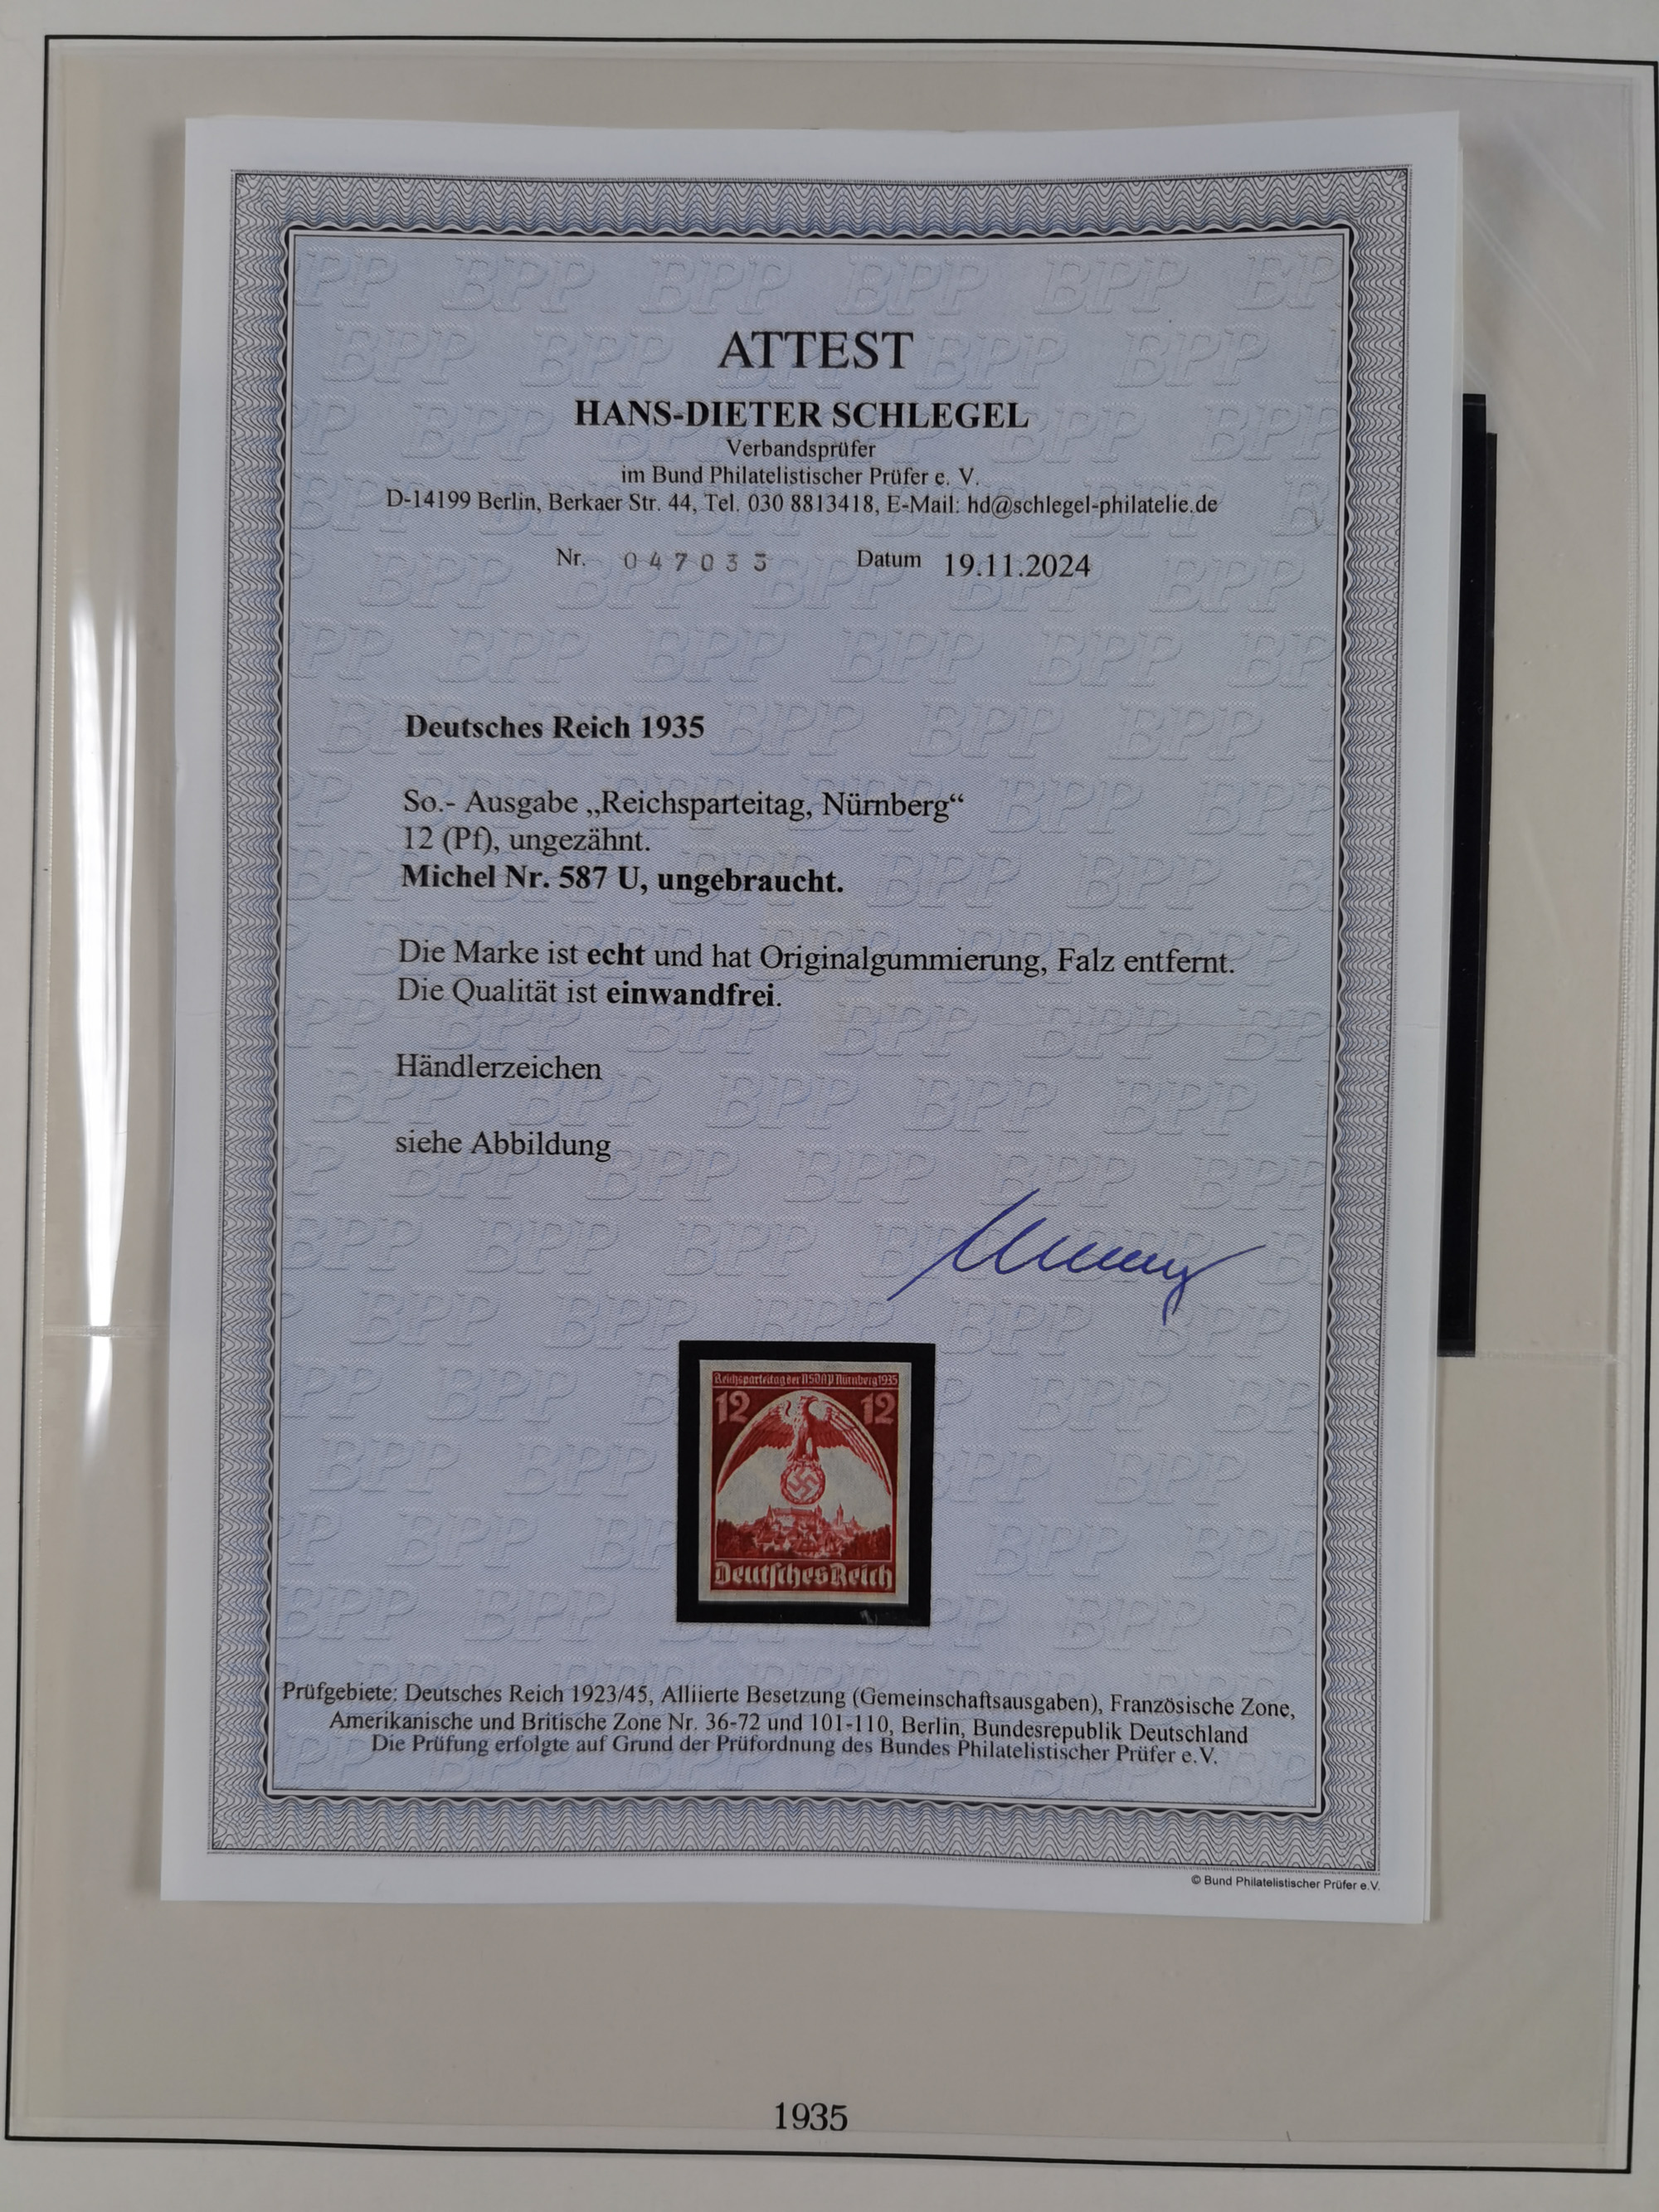 ATTEST
HANS-DIETER SCHLEGEL
Verbandsprüfer
im Bund Philatelistischer Prüfer e. V.
D-14199 Berlin, Berkaer Str. 44, Tel. 030 8813418, E-Mail: hd@schlegel-philatelie.de
Nr. 047033 Datum 19.11.2024
Deutsches Reich 1935
So.- Ausgabe „Reichsparteitag, Nürnberg“
12 (Pf), ungezähnt.
Michel Nr. 587 U, ungebraucht.
Die Marke ist echt und hat Originalgummierung, Falz entfernt.
Die Qualität ist einwandfrei.
Händlerzeichen
siehe Abbildung
Reichsparteitag der NSDAP Nürnberg 1935
12 12
Deutsches Reich
Prüfgebiete: Deutsches Reich 1923/45, Alliierte Besetzung (Gemeinschaftsausgaben), Französische Zone,
Amerikanische und Britische Zone Nr. 36-72 und 101-110, Berlin, Bundesrepublik Deutschland
Die Prüfung erfolgte auf Grund der Prüfordnung des Bundes Philatelistischer Prüfer e.V.
© Bund Philatelistischer Prüfer e.V.
1935